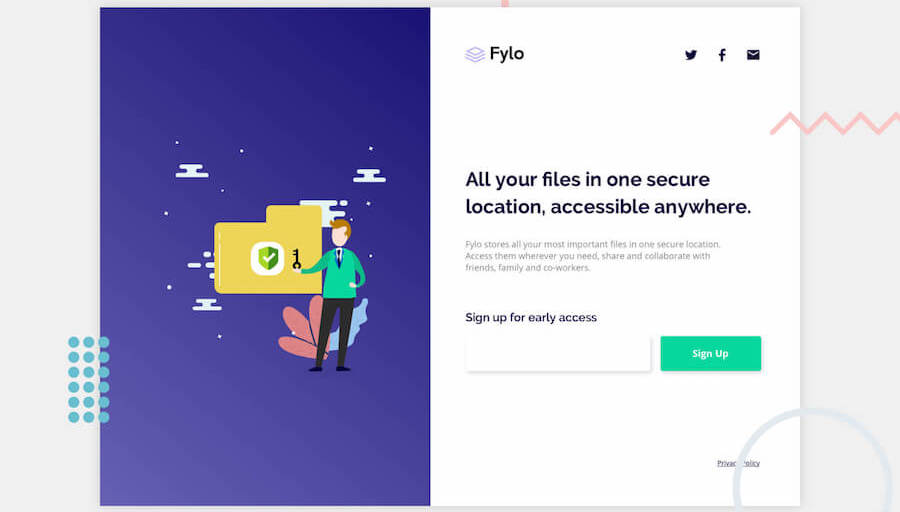 Fylo
All your files in one secure
location, accessible anywhere.
Fylo stores all your most important files in one secure location.
Access them wherever you need, share and collaborate with
friends, family and co-workers.
Sign up for early access
Sign Up
Privacy Policy